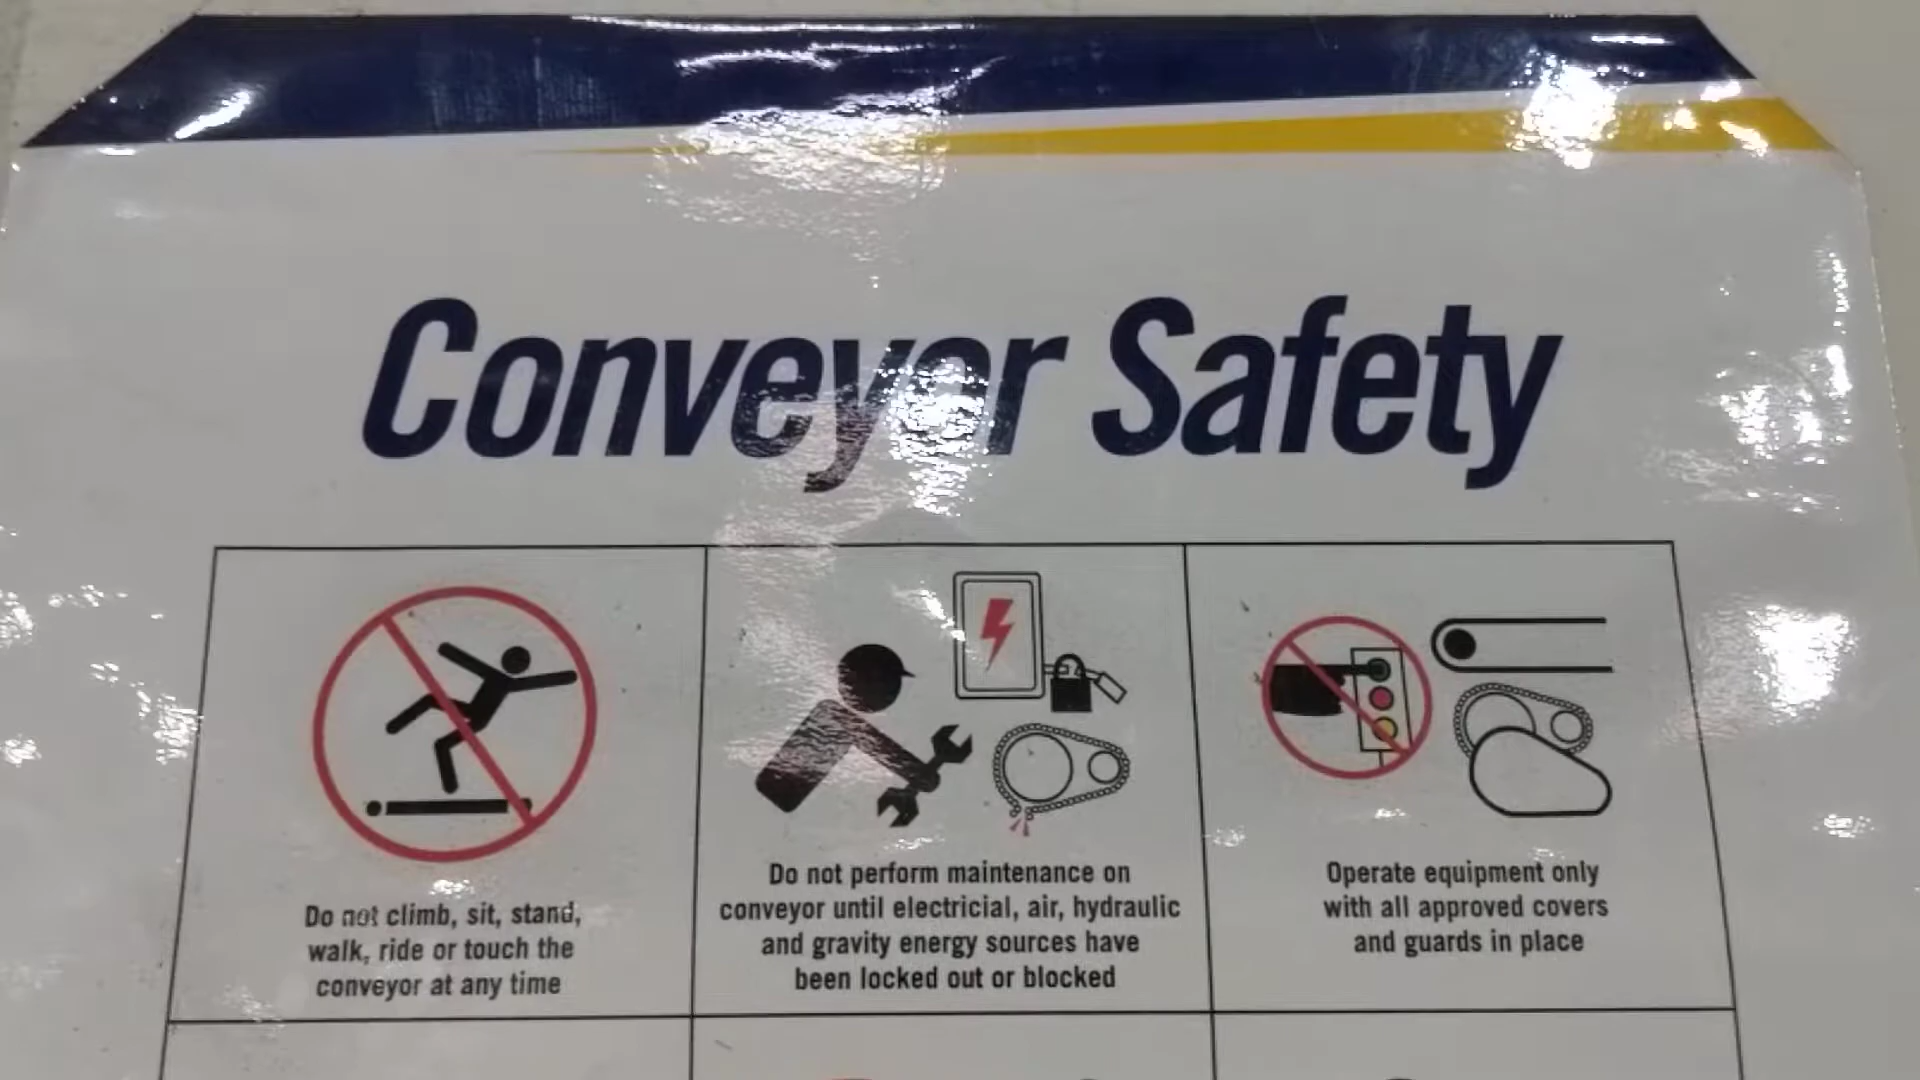 Conveyor Safety
Do not climb, sit, stand,
walk, ride or touch the
conveyor at any time
Do not perform maintenance on
conveyor until electricial, air, hydraulic
and gravity energy sources have
been locked out or blocked
Operate equipment only
with all approved covers
and guards in place